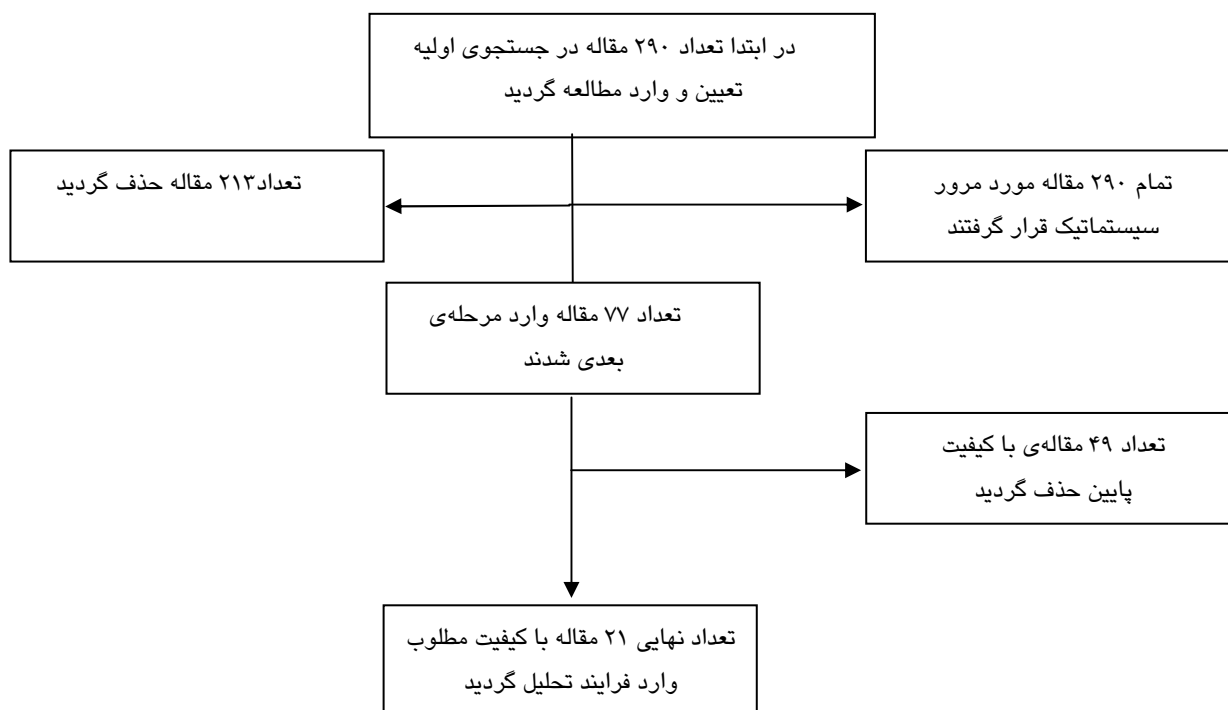 در ابتدا تعداد ۲۹۰ مقاله در جستجوی اولیه
تعیین و وارد مطالعه گردید
تمام ۲۹۰ مقاله مورد مرور
سیستماتیک قرار گرفتند
تعداد۲۱۳ مقاله حذف گردید
تعداد ۷۷ مقاله وارد مرحله‌ی
بعدی شدند
تعداد ۴۹ مقاله‌ی با کیفیت
پایین حذف گردید
تعداد نهایی ۲۱ مقاله با کیفیت مطلوب
وارد فرایند تحلیل گردید